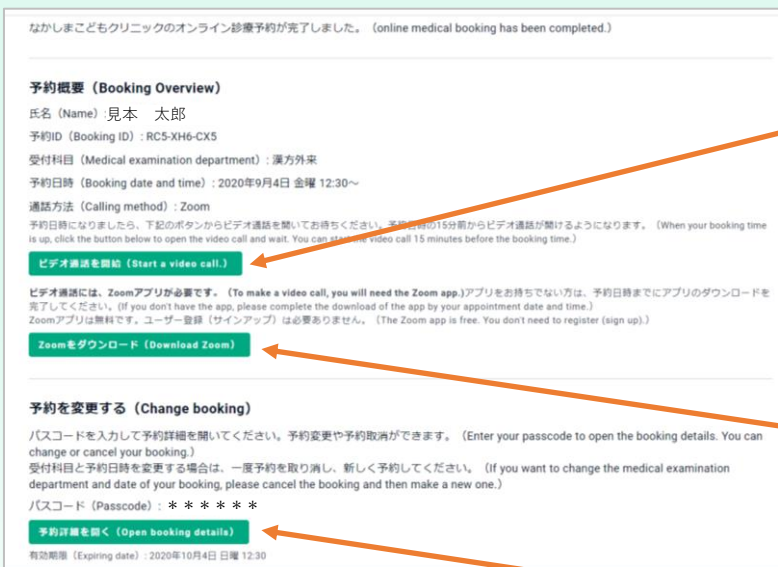 なかしまこどもクリニックのオンライン診療予約が完了しました。（online medical booking has been completed.）
予約概要（Booking Overview）
氏名（Name）:見本　太郎
予約ID（Booking ID）: RC5-XH6-CX5
受付科目（Medical examination department）: 漢方外来
予約日時（Booking date and time）: 2020年9月4日 金曜 12:30～
通話方法（Calling method）: Zoom
予約日時になりましたら、下記のボタンからビデオ通話を開いてお待ちください。予約日時の15分前からビデオ通話が開けるようになります。（When your booking time
is up, click the button below to open the video call and wait. You can start the video call 15 minutes before the booking time.）
ビデオ通話を開始（Start a video call.）
ビデオ通話には、Zoomアプリが必要です。（To make a video call, you will need the Zoom app.)アプリをお持ちでない方は、予約日時までにアプリのダウンロードを
完了してください。(If you don't have the app, please complete the download of the app by your appointment date and time.)
Zoomアプリは無料です。ユーザー登録（サインアップ）は必要ありません。（The Zoom app is free. You don't need to register (sign up).）
Zoomをダウンロード（Download Zoom）
予約を変更する（Change booking）
パスコードを入力して予約詳細を開いてください。予約変更や予約取消ができます。（Enter your passcode to open the booking details. You can
change or cancel your booking.）
受付科目と予約日時を変更する場合は、一度予約を取り消し、新しく予約してください。（If you want to change the medical examination
department and date of your booking, please cancel the booking and then make a new one.）
パスコード（Passcode）: ＊＊＊＊＊＊
予約詳細を開く（Open booking details）
有効期限（Expiring date）: 2020年10月4日 日曜 12:30